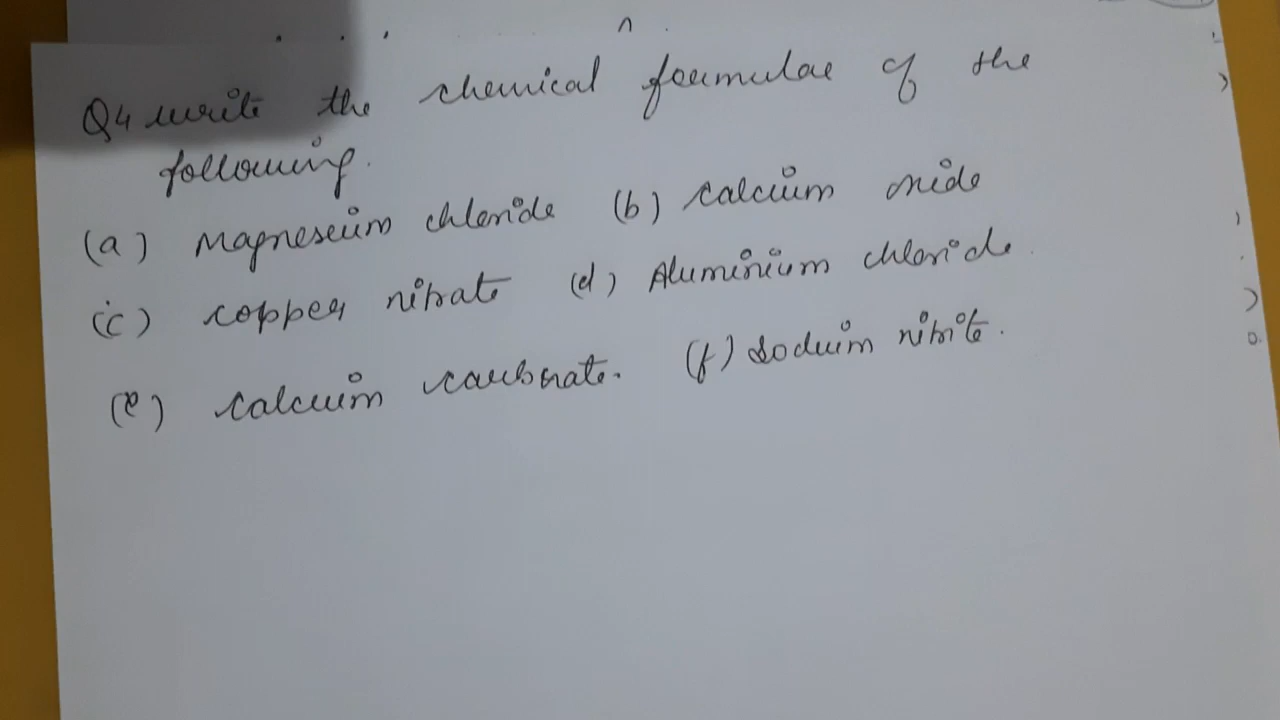 Q4 write the chemical formulae of the
following.
(a) Magneseium chloride (b) calcium oxide
(c) copper nitrate (d) Aluminium chloride.
(e) calcium carbonate. (f) Sodium nitrite.